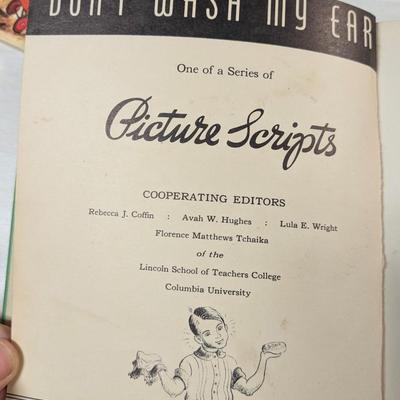 DON'T WASH MY EAR
One of a Series of
Picture Scripts
COOPERATING EDITORS
Rebecca J. Coffin : Avah W. Hughes : Lula E. Wright
Florence Matthews Tchaika
of the
Lincoln School of Teachers College
Columbia University